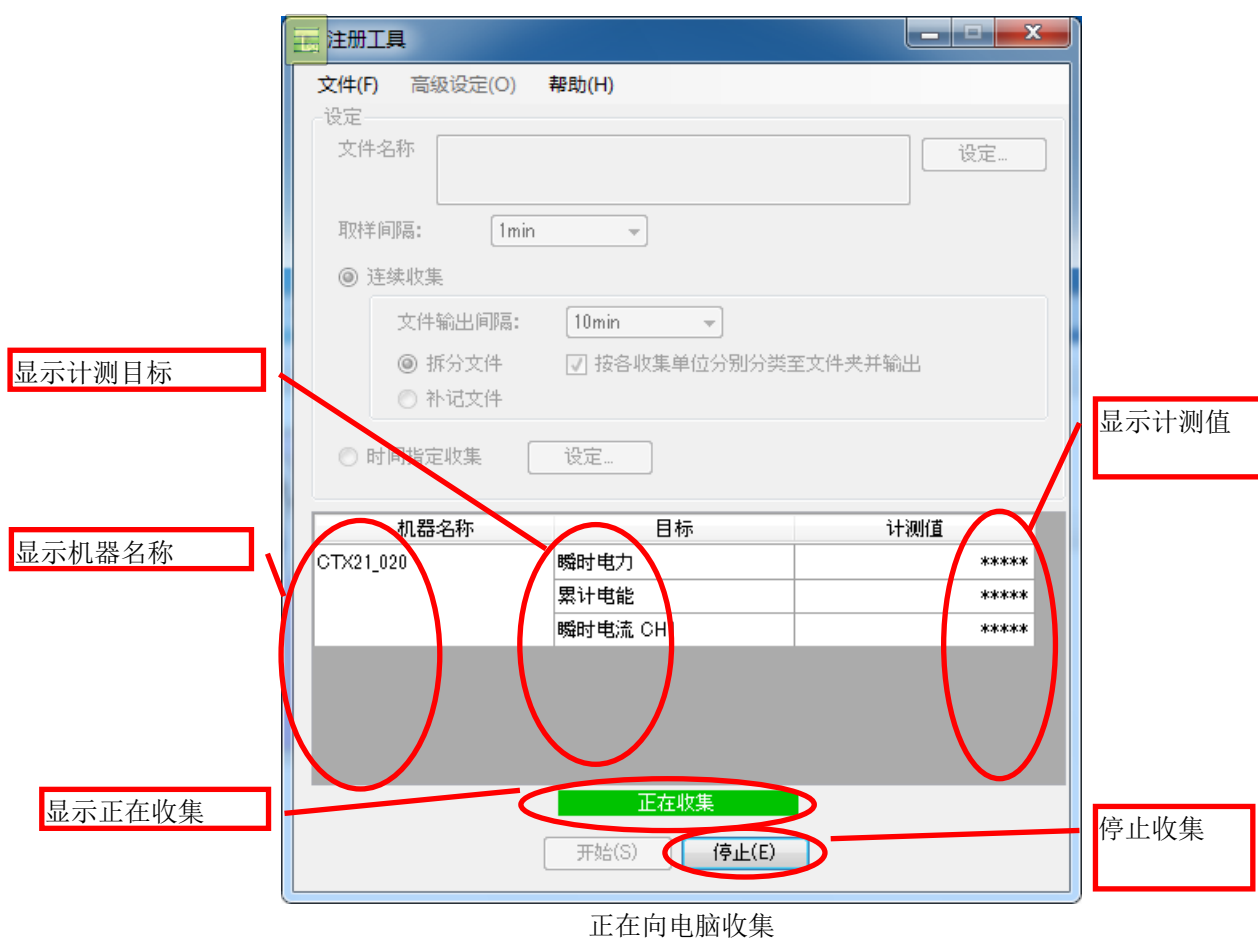 注册工具
文件(F) 高级设定(O) 帮助(H)
设定
文件名称
设定...
取样间隔: 1min
连续收集
文件输出间隔: 10min
拆分文件 按各收集单位分别分类至文件夹并输出
补记文件
时间指定收集 设定...
显示计测目标
显示计测值
显示机器名称
机器名称 目标 计测值
CTX21_020 瞬时电力 *****
累计电能 *****
瞬时电流 CH *****
显示正在收集
正在收集
停止收集
开始(S) 停止(E)
正在向电脑收集